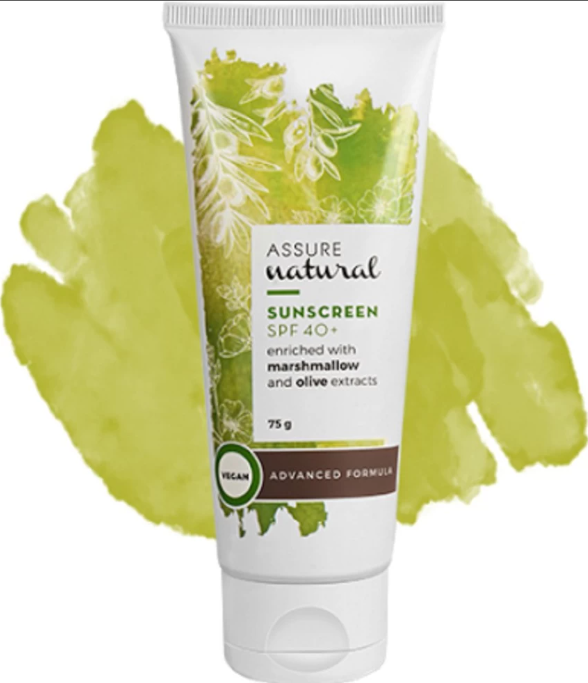 ASSURE
natural
SUNSCREEN
SPF 40+
enriched with
marshmallow
and olive extracts
75 g
VEGAN
ADVANCED FORMULA